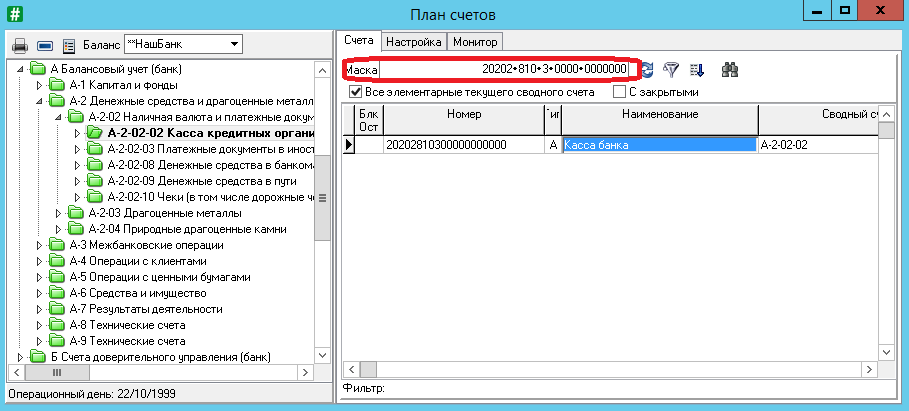 План счетов
Баланс **НашБанк
А Балансовый учет (банк)
А-1 Капитал и Фонды
А-2 Денежные средства и драгоценные металл
А-2-02 Наличная валюта и платежные докум
А-2-02-02 Касса кредитных органи
А-2-02-03 Платежные документы в иност
А-2-02-08 Денежные средства в банкома
А-2-02-09 Денежные средства в пути
А-2-02-10 Чеки (в том числе дорожные ч
А-2-03 Драгоценные металлы
А-2-04 Природные драгоценные камни
А-3 Межбанковские операции
А-4 Операции с клиентами
А-5 Операции с ценными бумагами
А-6 Средства и имущество
А-7 Результаты деятельности
А-8 Технические счета
А-9 Технические счета
Б Счета доверительного управления (банк)
Операционный день: 22/10/1999
Счета Настройка Монитор
Маска 20202•810•3•0000•0000000
Все элементарные текущего сводного счета С закрытыми
Блк Ост Номер Тиг Наименование Сводный сч
20202810300000000000 А Касса банка А-2-02-02
Фильтр: